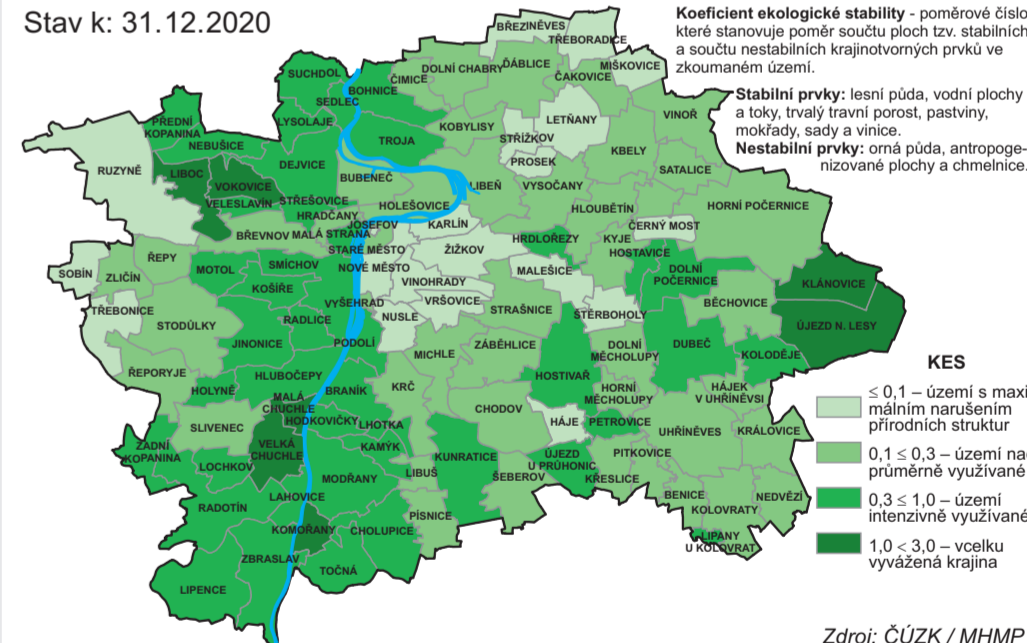 Stav k: 31.12.2020
Koeficient ekologické stability - poměrové číslo,
které stanovuje poměr součtu ploch tzv. stabilních
a součtu nestabilních krajinotvorných prvků ve
zkoumaném území.
Stabilní prvky: lesní půda, vodní plochy
a toky, trvalý travní porost, pastviny,
mokřady, sady a vinice.
Nestabilní prvky: orná půda, antropoge-
nizované plochy a chmelnice.
BŘEZINĚVES
TŘEBORADICE
MIŠKOVICE
ĎÁBLICE
ČAKOVICE
DOLNÍ CHABRY
ČIMICE
SUCHDOL
BOHNICE
SEDLEC
LYSOLAJE
TROJA
KOBYLISY
LETŇANY
STŘÍŽKOV
PROSEK
VINOŘ
KBELY
SATALICE
PŘEDNÍ
KOPANINA
NEBUŠICE
DEJVICE
RUZYNĚ
LIBOC
VOKOVICE
VELESLAVÍN
STŘEŠOVICE
BUBENEČ
LIBEŇ
VYSOČANY
HLOUBĚTÍN
HORNÍ POČERNICE
HOLEŠOVICE
HRADČANY
JOSEFOV
KARLÍN
ČERNÝ MOST
BŘEVNOV
MALÁ STRANA
STARÉ MĚSTO
ŽIŽKOV
HRDLOŘEZY
KYJE
HOSTAVICE
ŘEPY
SOBÍN
ZLIČÍN
MOTOL
SMÍCHOV
NOVÉ MĚSTO
VINOHRADY
MALEŠICE
DOLNÍ
POČERNICE
KLÁNOVICE
KOŠÍŘE
VYŠEHRAD
VRŠOVICE
BĚCHOVICE
TŘEBONICE
STODŮLKY
RADLICE
NUSLE
STRAŠNICE
ŠTĚRBOHOLY
ÚJEZD N. LESY
JINONICE
PODOLÍ
MICHLE
ZÁBĚHLICE
DOLNÍ
MĚCHOLUPY
DUBEČ
KOLODĚJE
ŘEPORYJE
HLUBOČEPY
HOSTIVAŘ
HOLYNĚ
MALÁ
CHUCHLE
BRANÍK
KRČ
HORNÍ
MĚCHOLUPY
HÁJEK
V UHŘÍNĚVSI
SLIVENEC
HODKOVIČKY
LHOTKA
CHODOV
HÁJE
PETROVICE
UHŘÍNĚVES
KRÁLOVICE
ZADNÍ
KOPANINA
VELKÁ
CHUCHLE
KAMÝK
KUNRATICE
ÚJEZD
U PRŮHONIC
PITKOVICE
LOCHKOV
MODŘANY
LIBUŠ
ŠEBEROV
KŘESLICE
RADOTÍN
LAHOVICE
PÍSNICE
BENICE
NEDVĚZÍ
KOLOVRATY
KOMOŘANY
CHOLUPICE
LIPANY
U KOLOVRAT
ZBRASLAV
TOČNÁ
LIPENCE
KES
≤ 0,1 – území s maxi-
málním narušením
přírodních struktur
0,1 ≤ 0,3 – území nad
průměrně využívané
0,3 ≤ 1,0 – území
intenzivně využívané
1,0 < 3,0 – vcelku
vyvážená krajina
Zdroj: ČÚZK / MHMP